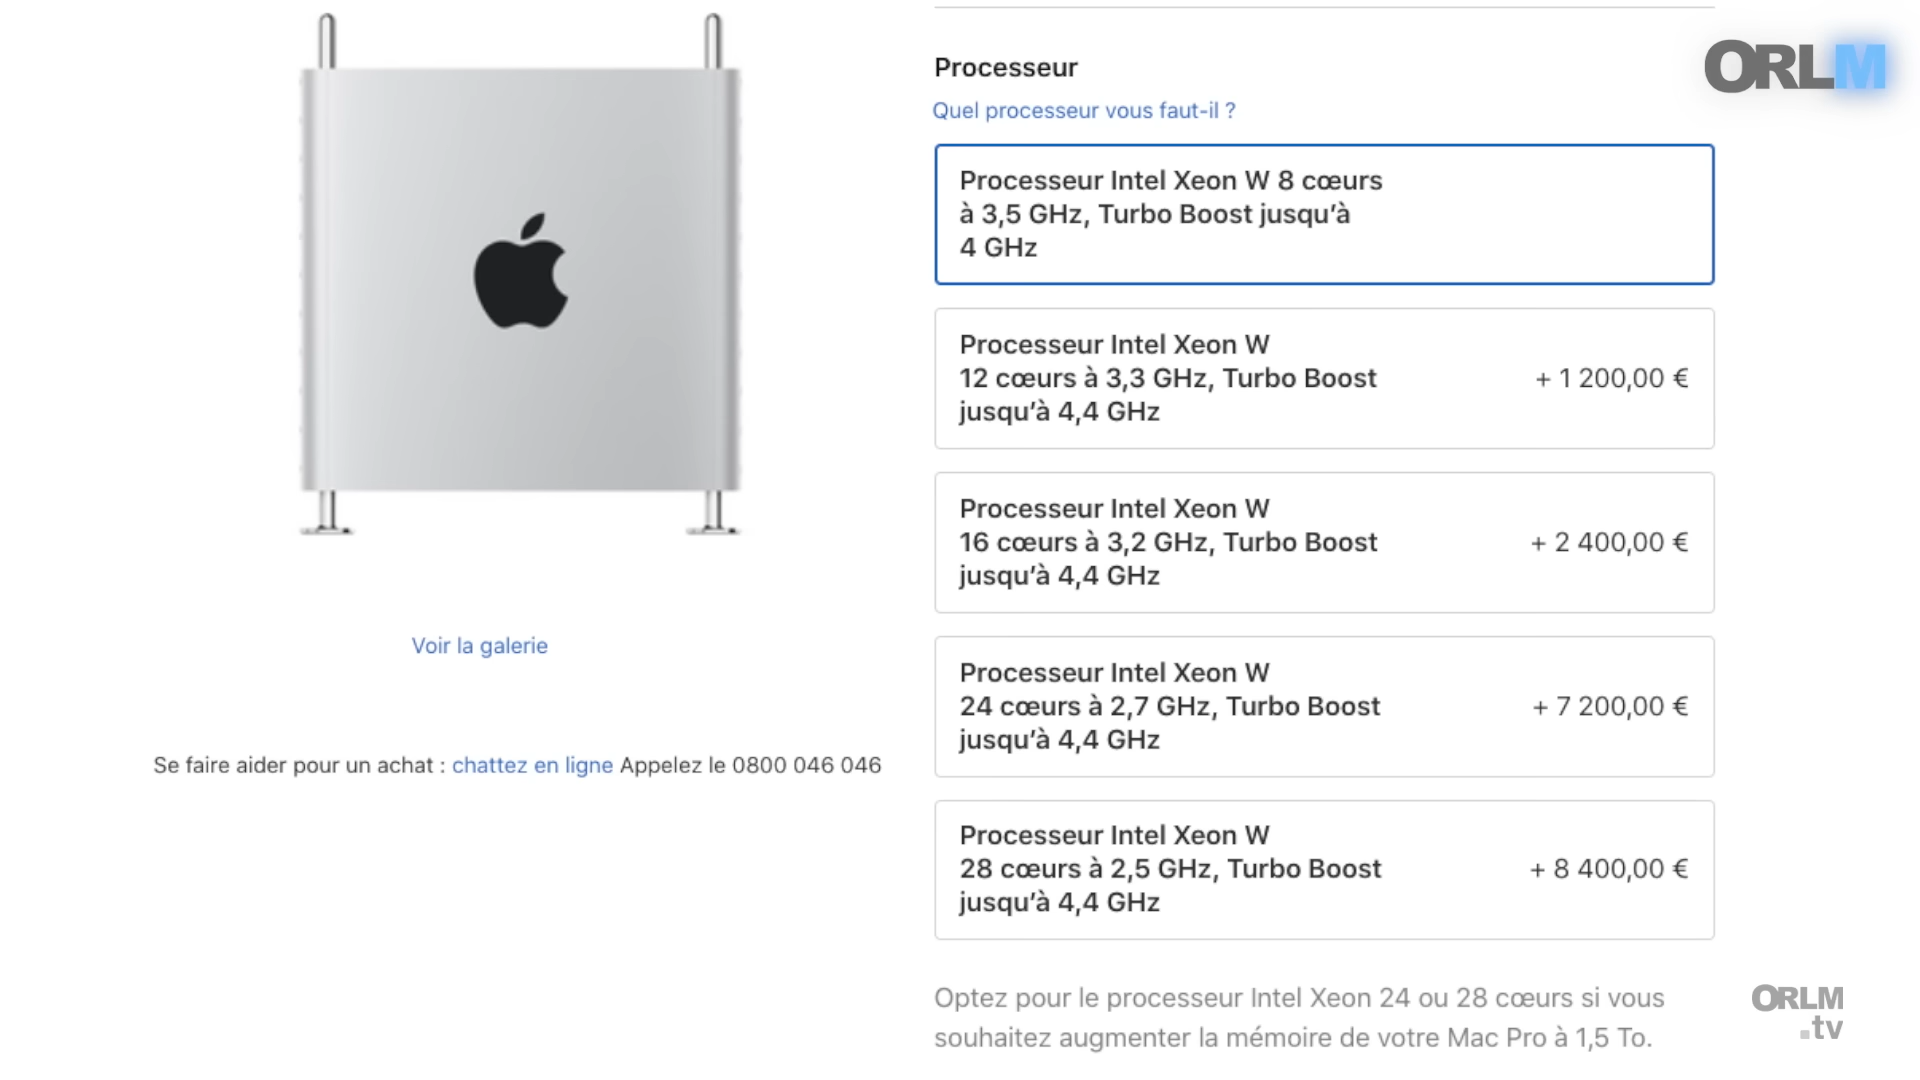 ORLM
Processeur
Quel processeur vous faut-il ?
Processeur Intel Xeon W 8 cœurs
à 3,5 GHz, Turbo Boost jusqu’à
4 GHz
Processeur Intel Xeon W
12 cœurs à 3,3 GHz, Turbo Boost
jusqu’à 4,4 GHz
+ 1 200,00 €
Processeur Intel Xeon W
16 cœurs à 3,2 GHz, Turbo Boost
jusqu’à 4,4 GHz
+ 2 400,00 €
Processeur Intel Xeon W
24 cœurs à 2,7 GHz, Turbo Boost
jusqu’à 4,4 GHz
+ 7 200,00 €
Processeur Intel Xeon W
28 cœurs à 2,5 GHz, Turbo Boost
jusqu’à 4,4 GHz
+ 8 400,00 €
Optez pour le processeur Intel Xeon 24 ou 28 cœurs si vous
souhaitez augmenter la mémoire de votre Mac Pro à 1,5 To.
Voir la galerie
Se faire aider pour un achat : chattez en ligne Appelez le 0800 046 046
ORLM
.tv